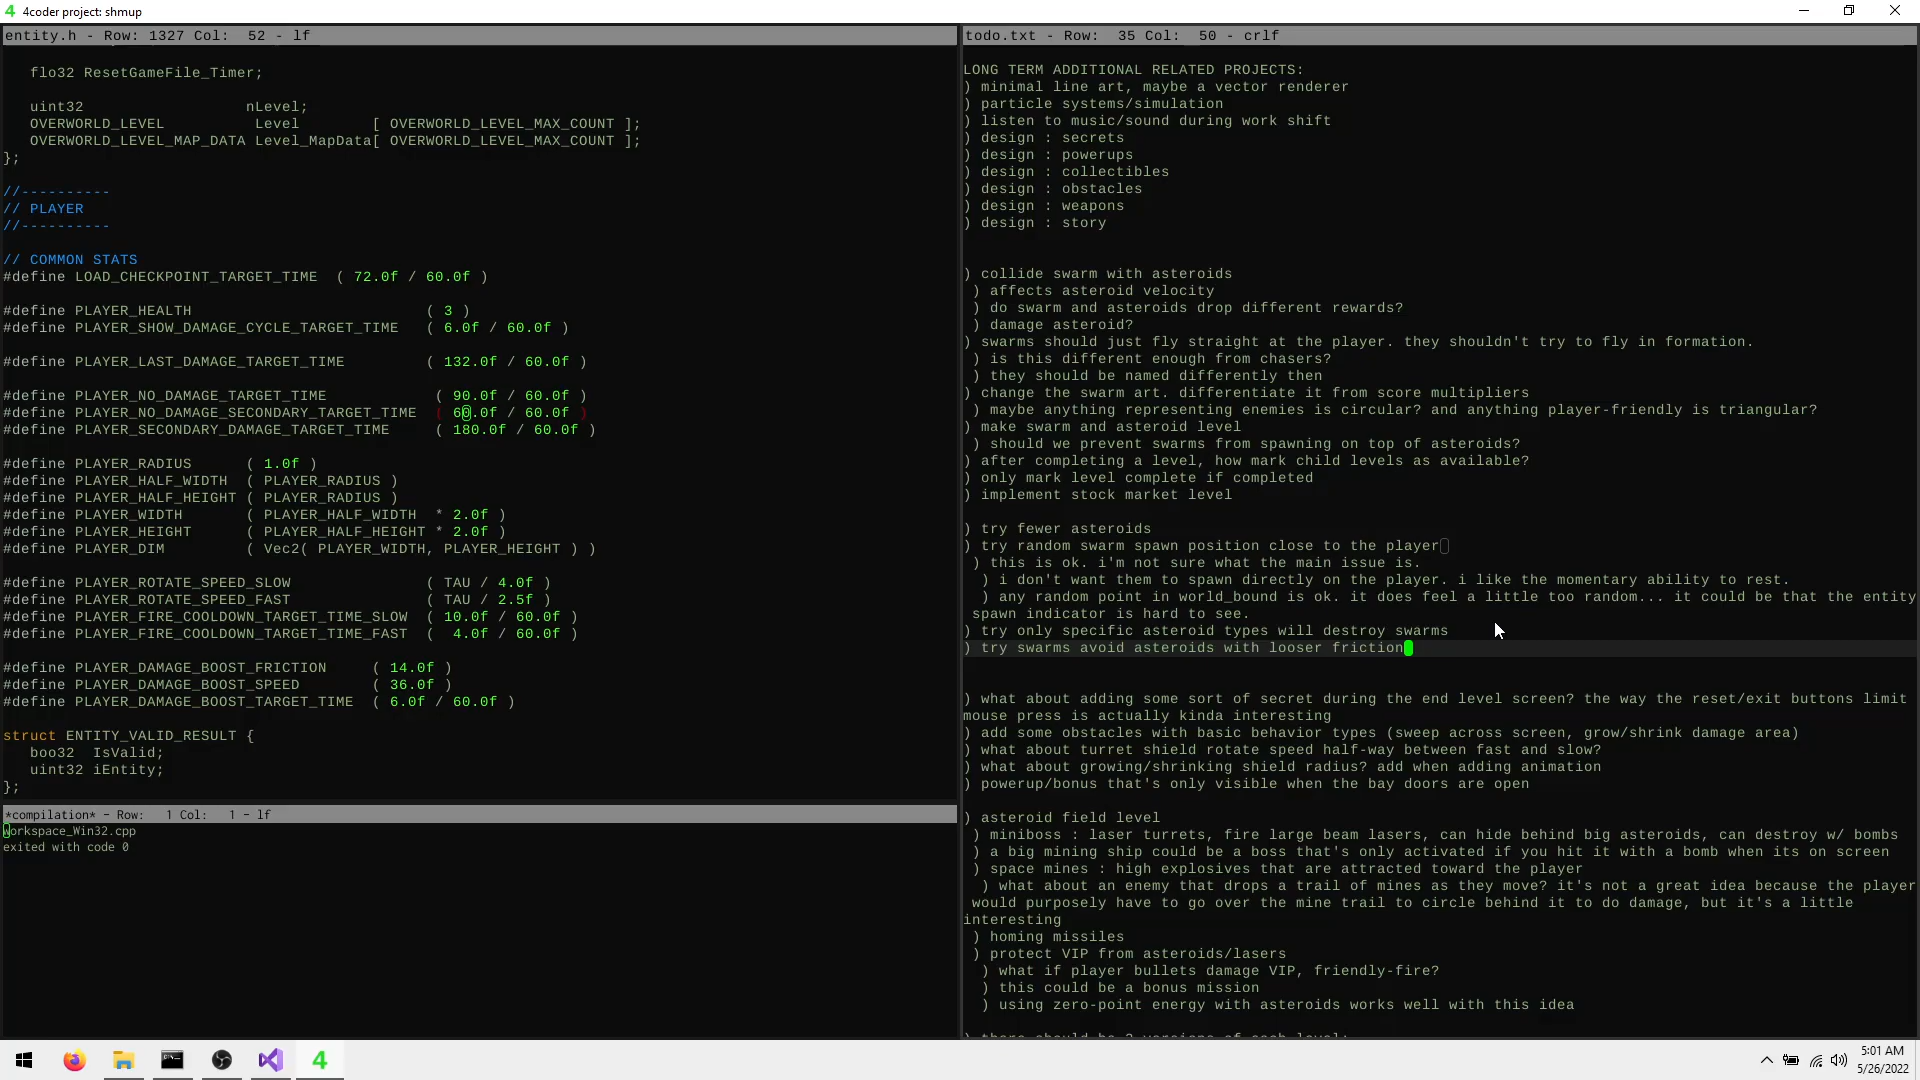 4 4coder project: shmup
entity.h - Row: 1327 Col:  52 - lf
flo32 ResetGameFile_Timer;
uint32                  nLevel;
OVERWORLD_LEVEL          Level        [ OVERWORLD_LEVEL_MAX_COUNT ];
OVERWORLD_LEVEL_MAP_DATA Level_MapData[ OVERWORLD_LEVEL_MAX_COUNT ];
};
//----------
// PLAYER
//----------
// COMMON STATS
#define LOAD_CHECKPOINT_TARGET_TIME  ( 72.0f / 60.0f )
#define PLAYER_HEALTH                          ( 3 )
#define PLAYER_SHOW_DAMAGE_CYCLE_TARGET_TIME   ( 6.0f / 60.0f )
#define PLAYER_LAST_DAMAGE_TARGET_TIME         ( 132.0f / 60.0f )
#define PLAYER_NO_DAMAGE_TARGET_TIME            ( 90.0f / 60.0f )
#define PLAYER_NO_DAMAGE_SECONDARY_TARGET_TIME  ( 60.0f / 60.0f )
#define PLAYER_SECONDARY_DAMAGE_TARGET_TIME     ( 180.0f / 60.0f )
#define PLAYER_RADIUS      ( 1.0f )
#define PLAYER_HALF_WIDTH  ( PLAYER_RADIUS )
#define PLAYER_HALF_HEIGHT ( PLAYER_RADIUS )
#define PLAYER_WIDTH       ( PLAYER_HALF_WIDTH  * 2.0f )
#define PLAYER_HEIGHT      ( PLAYER_HALF_HEIGHT * 2.0f )
#define PLAYER_DIM         ( Vec2( PLAYER_WIDTH, PLAYER_HEIGHT ) )
#define PLAYER_ROTATE_SPEED_SLOW               ( TAU / 4.0f )
#define PLAYER_ROTATE_SPEED_FAST               ( TAU / 2.5f )
#define PLAYER_FIRE_COOLDOWN_TARGET_TIME_SLOW  ( 10.0f / 60.0f )
#define PLAYER_FIRE_COOLDOWN_TARGET_TIME_FAST  (  4.0f / 60.0f )
#define PLAYER_DAMAGE_BOOST_FRICTION     ( 14.0f )
#define PLAYER_DAMAGE_BOOST_SPEED        ( 36.0f )
#define PLAYER_DAMAGE_BOOST_TARGET_TIME  ( 6.0f / 60.0f )
struct ENTITY_VALID_RESULT {
boo32  IsValid;
uint32 iEntity;
};
*compilation* - Row:   1 Col:   1 - lf
workspace_Win32.cpp
exited with code 0
todo.txt - Row:  35 Col:  50 - crlf
LONG TERM ADDITIONAL RELATED PROJECTS:
) minimal line art, maybe a vector renderer
) particle systems/simulation
) listen to music/sound during work shift
) design : secrets
) design : powerups
) design : collectibles
) design : obstacles
) design : weapons
) design : story
) collide swarm with asteroids
) affects asteroid velocity
) do swarm and asteroids drop different rewards?
) damage asteroid?
) swarms should just fly straight at the player. they shouldn't try to fly in formation.
) is this different enough from chasers?
) they should be named differently then
) change the swarm art. differentiate it from score multipliers
) maybe anything representing enemies is circular? and anything player-friendly is triangular?
) make swarm and asteroid level
) should we prevent swarms from spawning on top of asteroids?
) after completing a level, how mark child levels as available?
) only mark level complete if completed
) implement stock market level
) try fewer asteroids
) try random swarm spawn position close to the player
) this is ok. i'm not sure what the main issue is.
) i don't want them to spawn directly on the player. i like the momentary ability to rest.
) any random point in world_bound is ok. it does feel a little too random... it could be that the entity
spawn indicator is hard to see.
) try only specific asteroid types will destroy swarms
) try swarms avoid asteroids with looser friction
) what about adding some sort of secret during the end level screen? the way the reset/exit buttons limit
mouse press is actually kinda interesting
) add some obstacles with basic behavior types (sweep across screen, grow/shrink damage area)
) what about turret shield rotate speed half-way between fast and slow?
) what about growing/shrinking shield radius? add when adding animation
) powerup/bonus that's only visible when the bay doors are open
) asteroid field level
) miniboss : laser turrets, fire large beam lasers, can hide behind big asteroids, can destroy w/ bombs
) a big mining ship could be a boss that's only activated if you hit it with a bomb when its on screen
) space mines : high explosives that are attracted toward the player
) what about an enemy that drops a trail of mines as they move? it's not a great idea because the player
would purposely have to go over the mine trail to circle behind it to do damage, but it's a little
interesting
) homing missiles
) protect VIP from asteroids/lasers
) what if player bullets damage VIP, friendly-fire?
) this could be a bonus mission
) using zero-point energy with asteroids works well with this idea
) there should be 2 versions of each level:
4
5:01 AM
5/26/2022